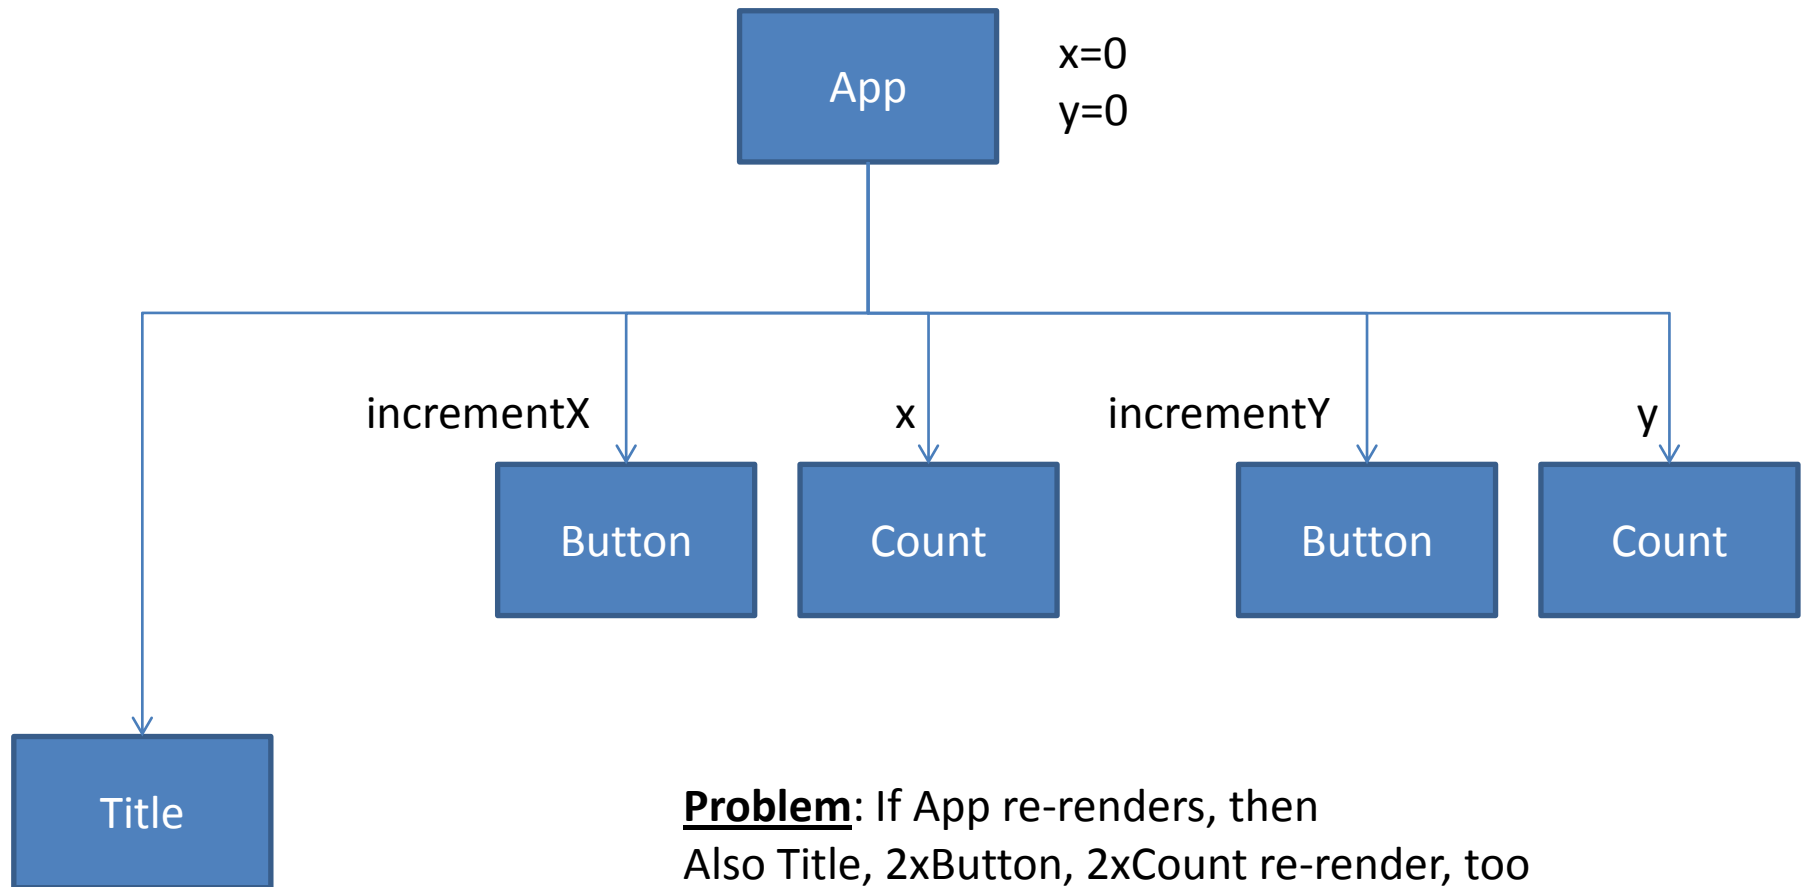 App
x=0
y=0
incrementX
x
incrementY
y
Button
Count
Button
Count
Title
Problem: If App re-renders, then
Also Title, 2xButton, 2xCount re-render, too